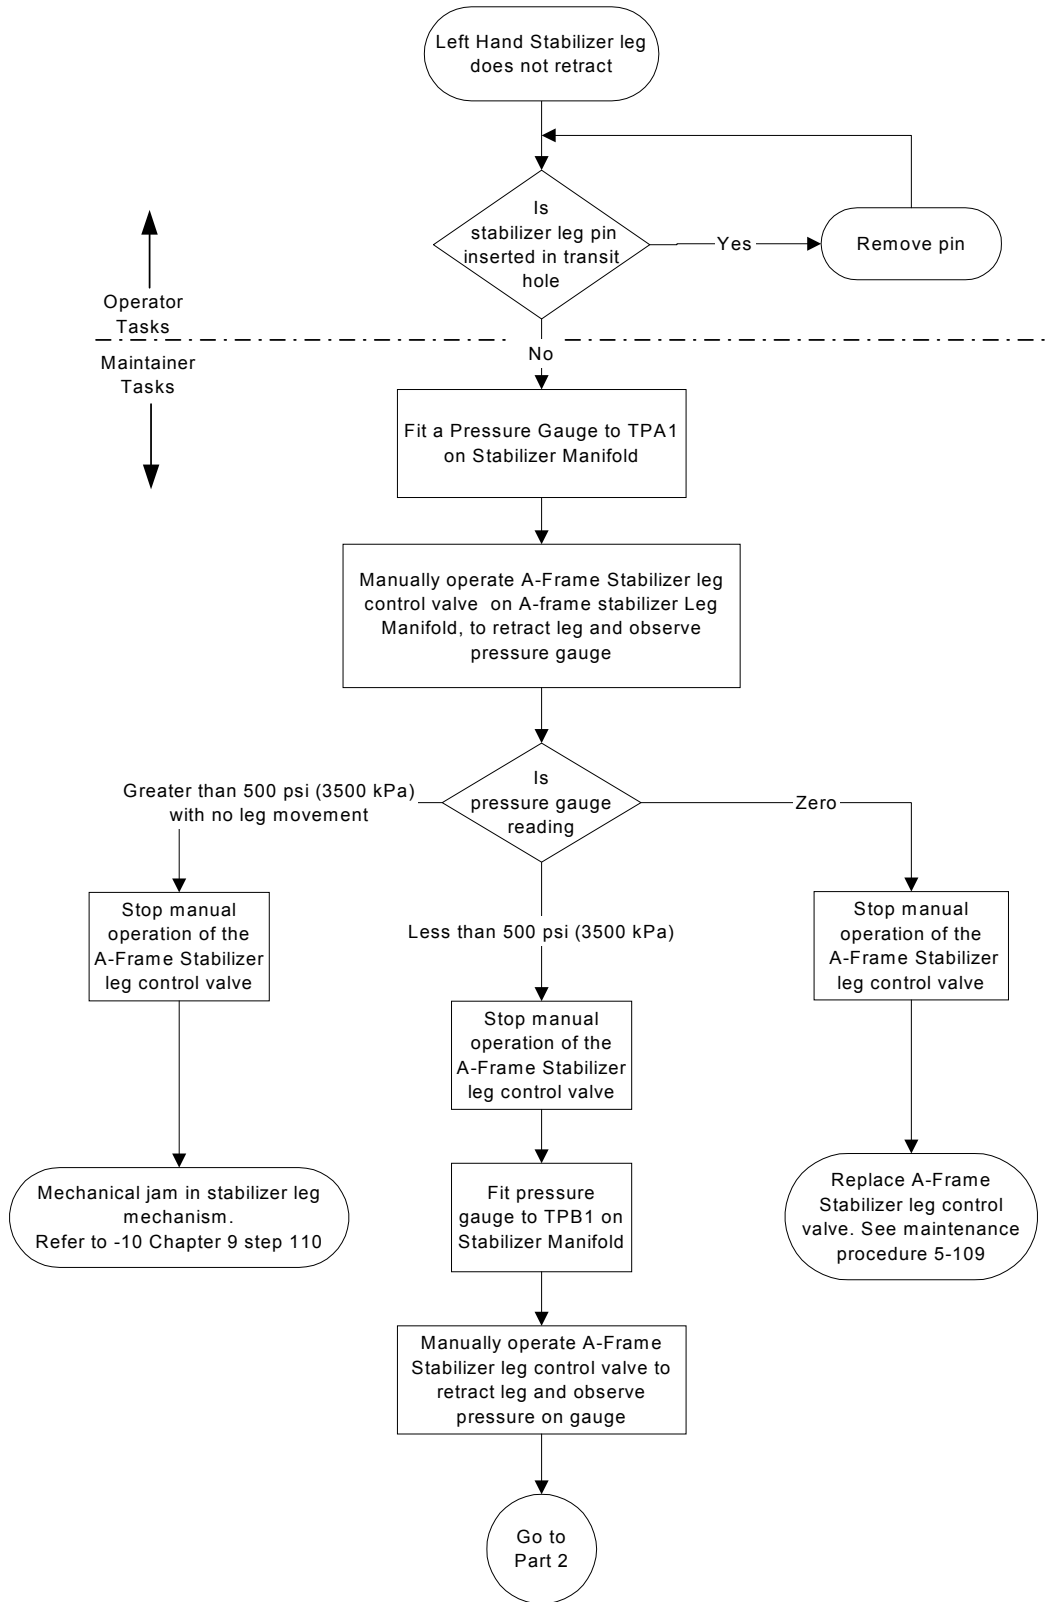 Left Hand Stabilizer leg
does not retract
Is
stabilizer leg pin
inserted in transit
hole
Yes
Remove pin
Operator
Tasks
Maintainer
Tasks
No
Fit a Pressure Gauge to TPA1
on Stabilizer Manifold
Manually operate A-Frame Stabilizer leg
control valve on A-frame stabilizer Leg
Manifold, to retract leg and observe
pressure gauge
Is
pressure gauge
reading
Greater than 500 psi (3500 kPa)
with no leg movement
Zero
Stop manual
operation of the
A-Frame Stabilizer
leg control valve
Less than 500 psi (3500 kPa)
Stop manual
operation of the
A-Frame Stabilizer
leg control valve
Stop manual
operation of the
A-Frame Stabilizer
leg control valve
Mechanical jam in stabilizer leg
mechanism.
Refer to -10 Chapter 9 step 110
Fit pressure
gauge to TPB1 on
Stabilizer Manifold
Replace A-Frame
Stabilizer leg control
valve. See maintenance
procedure 5-109
Manually operate A-Frame
Stabilizer leg control valve to
retract leg and observe
pressure on gauge
Go to
Part 2